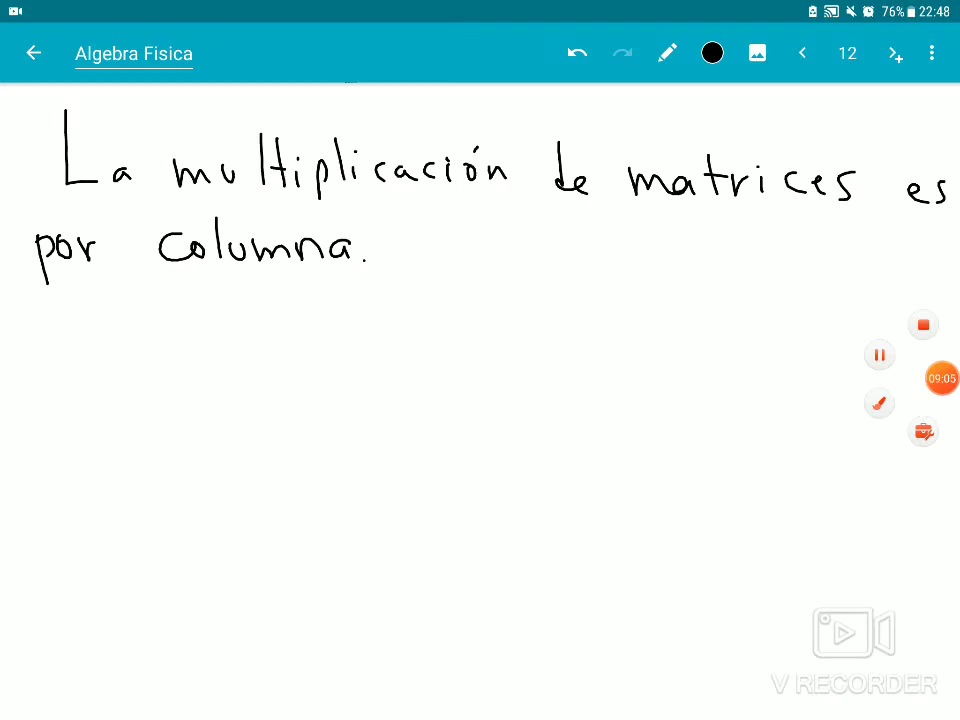 76% 22:48
Algebra Fisica
12
La multiplicación de matrices es
por columna.
09:05
V RECORDER